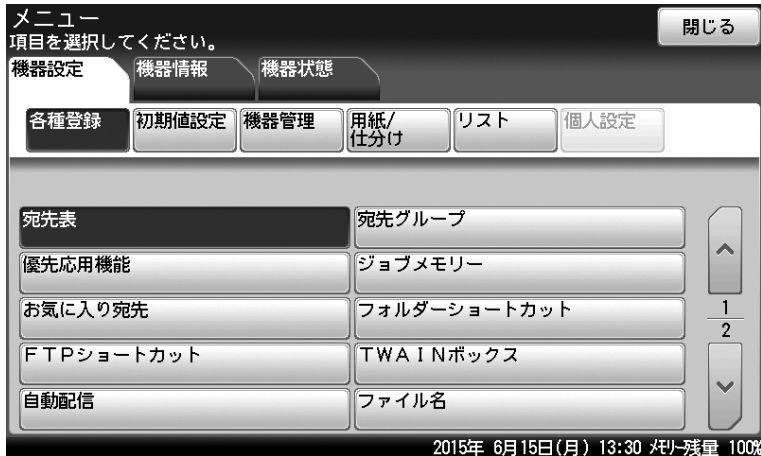 メニュー
項目を選択してください。
閉じる
機器設定 機器情報 機器状態
各種登録 初期値設定 機器管理 用紙/ リスト 個人設定
仕分け
宛先表 宛先グループ
優先応用機能 ジョブメモリー
お気に入り宛先 フォルダーショートカット
FTPショートカット TWAINボックス
自動配信 ファイル名
1
2
2015年 6月15日(月) 13:30 メモリー残量 100%